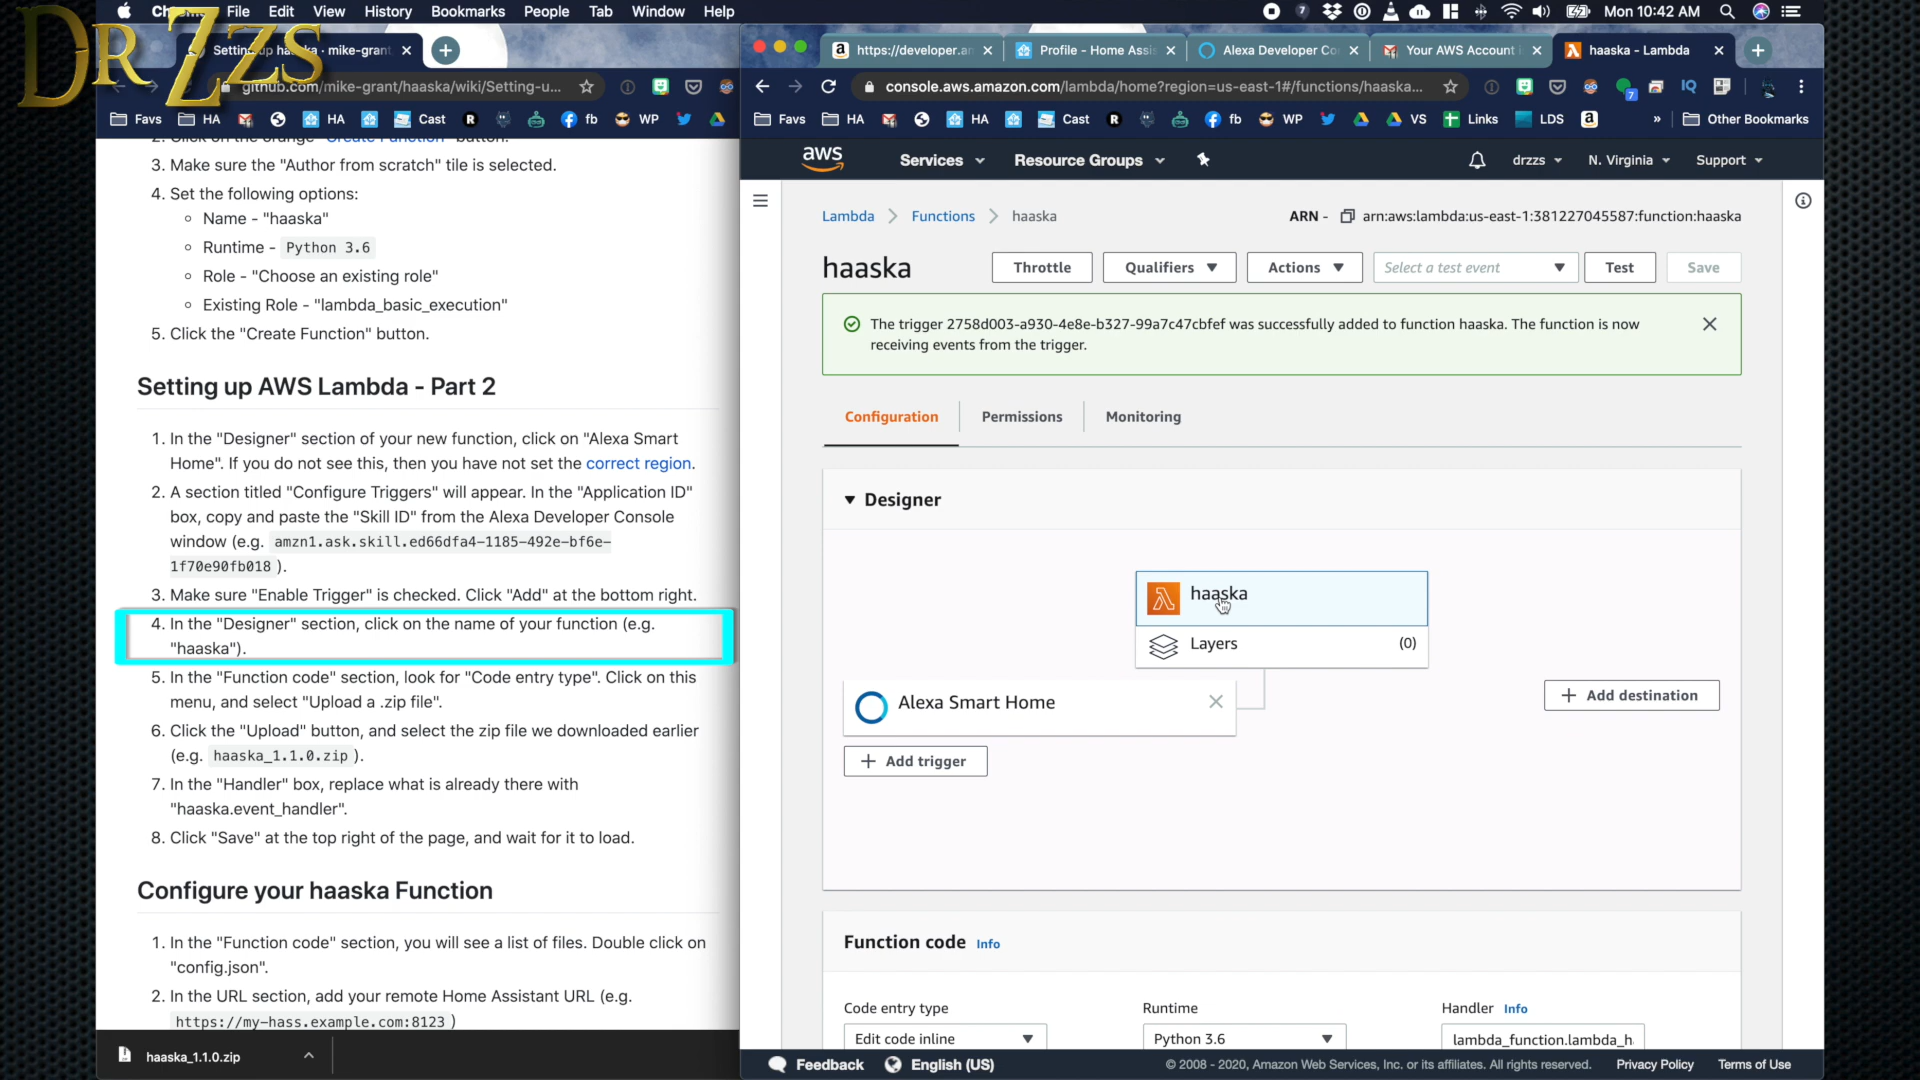 Chrome File Edit View History Bookmarks People Tab Window Help
Mon 10:42 AM
DRZZS
Setting up haaska · mike-grant
github.com/mike-grant/haaska/wiki/Setting-u...
Favs HA HA Cast R fb WP
2. Click on the orange "Create Function" button.
3. Make sure the "Author from scratch" tile is selected.
4. Set the following options:
Name - "haaska"
Runtime - Python 3.6
Role - "Choose an existing role"
Existing Role - "lambda_basic_execution"
5. Click the "Create Function" button.
Setting up AWS Lambda - Part 2
1. In the "Designer" section of your new function, click on "Alexa Smart
Home". If you do not see this, then you have not set the correct region.
2. A section titled "Configure Triggers" will appear. In the "Application ID"
box, copy and paste the "Skill ID" from the Alexa Developer Console
window (e.g. amzn1.ask.skill.ed66dfa4-1185-492e-bf6e-
1f70e90fb018 ).
3. Make sure "Enable Trigger" is checked. Click "Add" at the bottom right.
4. In the "Designer" section, click on the name of your function (e.g.
"haaska").
5. In the "Function code" section, look for "Code entry type". Click on this
menu, and select "Upload a .zip file".
6. Click the "Upload" button, and select the zip file we downloaded earlier
(e.g. haaska_1.1.0.zip ).
7. In the "Handler" box, replace what is already there with
"haaska.event_handler".
8. Click "Save" at the top right of the page, and wait for it to load.
Configure your haaska Function
1. In the "Function code" section, you will see a list of files. Double click on
"config.json".
2. In the URL section, add your remote Home Assistant URL (e.g.
https://my-hass.example.com:8123 )
haaska_1.1.0.zip
https://developer.am
Profile - Home Assis
Alexa Developer Co
Your AWS Account
haaska - Lambda
console.aws.amazon.com/lambda/home?region=us-east-1#/functions/haaska...
7 IQ
Favs HA HA Cast R fb WP VS Links LDS a » Other Bookmarks
aws Services Resource Groups drzzs N. Virginia Support
Lambda Functions haaska
ARN - arn:aws:lambda:us-east-1:381227045587:function:haaska
haaska
Throttle Qualifiers Actions Select a test event Test Save
The trigger 2758d003-a930-4e8e-b327-99a7c47cbfef was successfully added to function haaska. The function is now
receiving events from the trigger.
Configuration Permissions Monitoring
Designer
haaska
Layers (0)
Alexa Smart Home
Add destination
Add trigger
Function code Info
Code entry type Runtime Handler Info
Edit code inline Python 3.6 lambda_function.lambda_h
Feedback English (US) © 2008 - 2020, Amazon Web Services, Inc. or its affiliates. All rights reserved. Privacy Policy Terms of Use